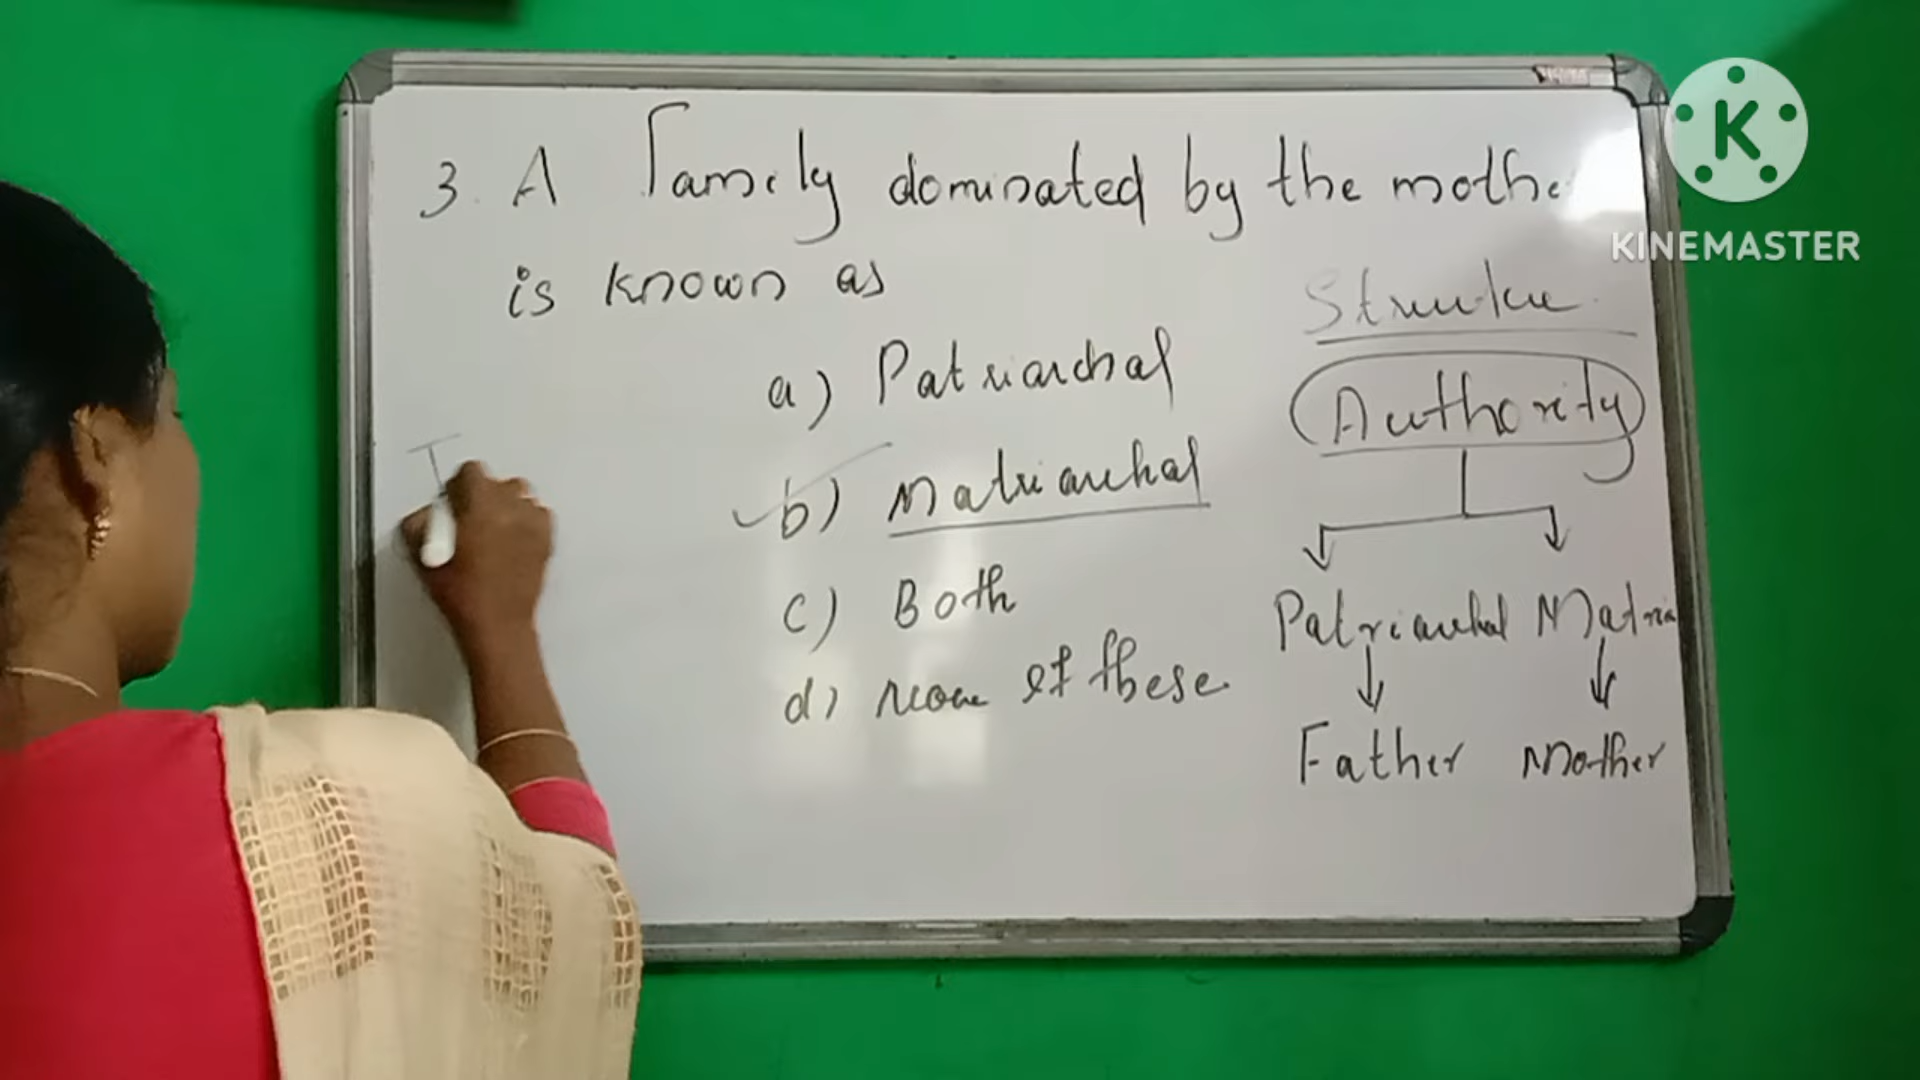 3. A Family dominated by the mothe
is known as
a) Patriarchal
b) Matriarchal
c) Both
d) None of these
Structure
Authority
Patriarchal Matria
Father Mother
I
K
KINEMASTER